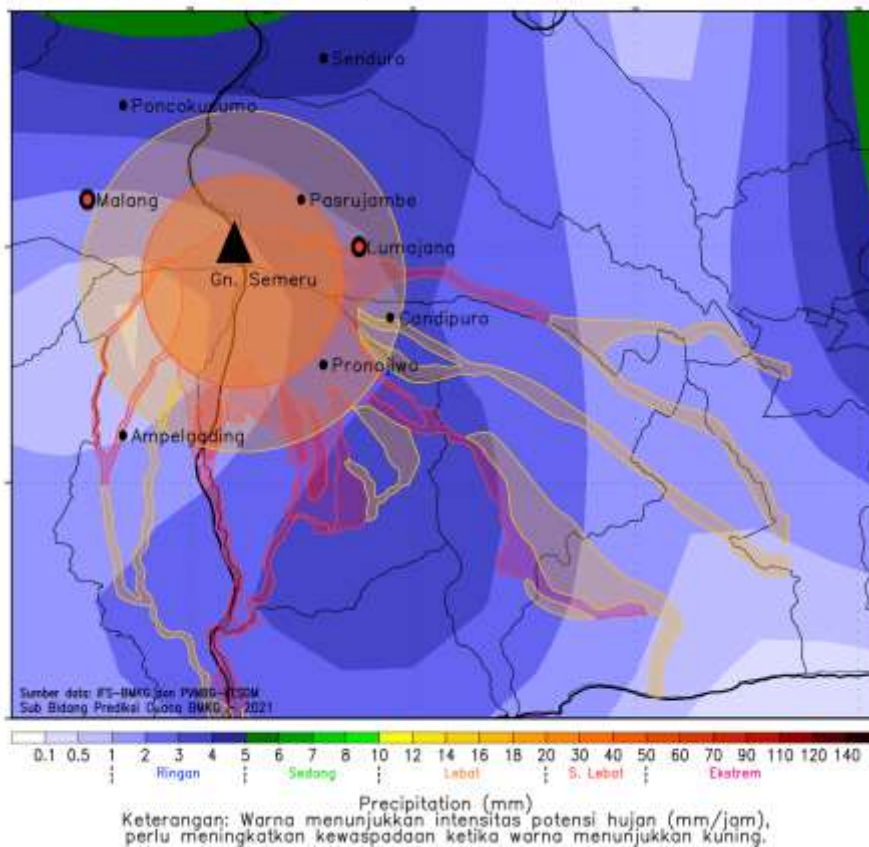 Senduro
Poncokusumo
Malang
Pasrujambe
Lumajang
Gn. Semeru
Candipuro
Pronojiwo
Ampelgading
Sumber data: IFS-BMKG dan PVMBG-ESDM
Sub Bidang Prediksi Cuaca BMKG - 2021
0.1 0.5 1 2 3 4 5 6 7 8 10 12 14 16 18 20 30 40 50 60 70 90 110 120 140
Ringan Sedang Lebat S. Lebat Ekstrem
Precipitation (mm)
Keterangan: Warna menunjukkan intensitas potensi hujan (mm/jam),
perlu meningkatkan kewaspadaan ketika warna menunjukkan kuning.